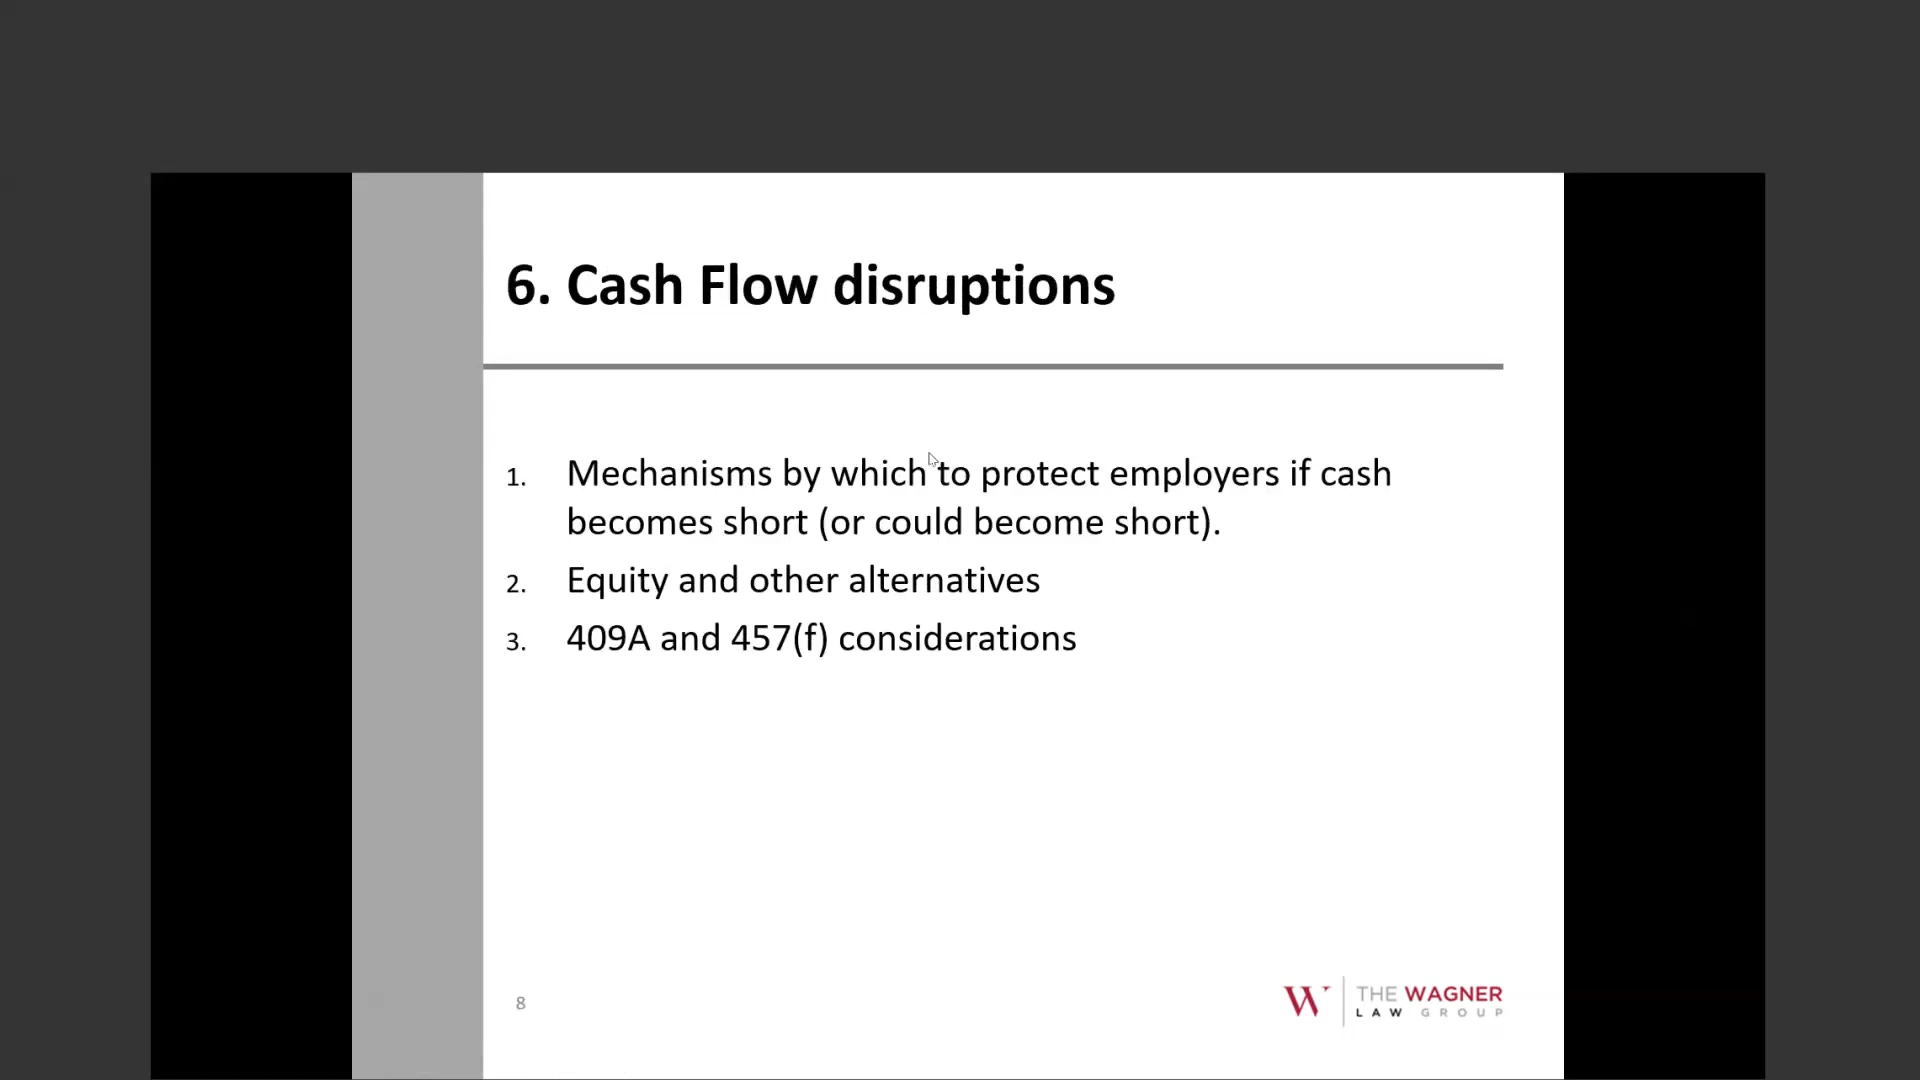 6. Cash Flow disruptions
1. Mechanisms by which to protect employers if cash
becomes short (or could become short).
2. Equity and other alternatives
3. 409A and 457(f) considerations
8
W THE WAGNER
LAW GROUP